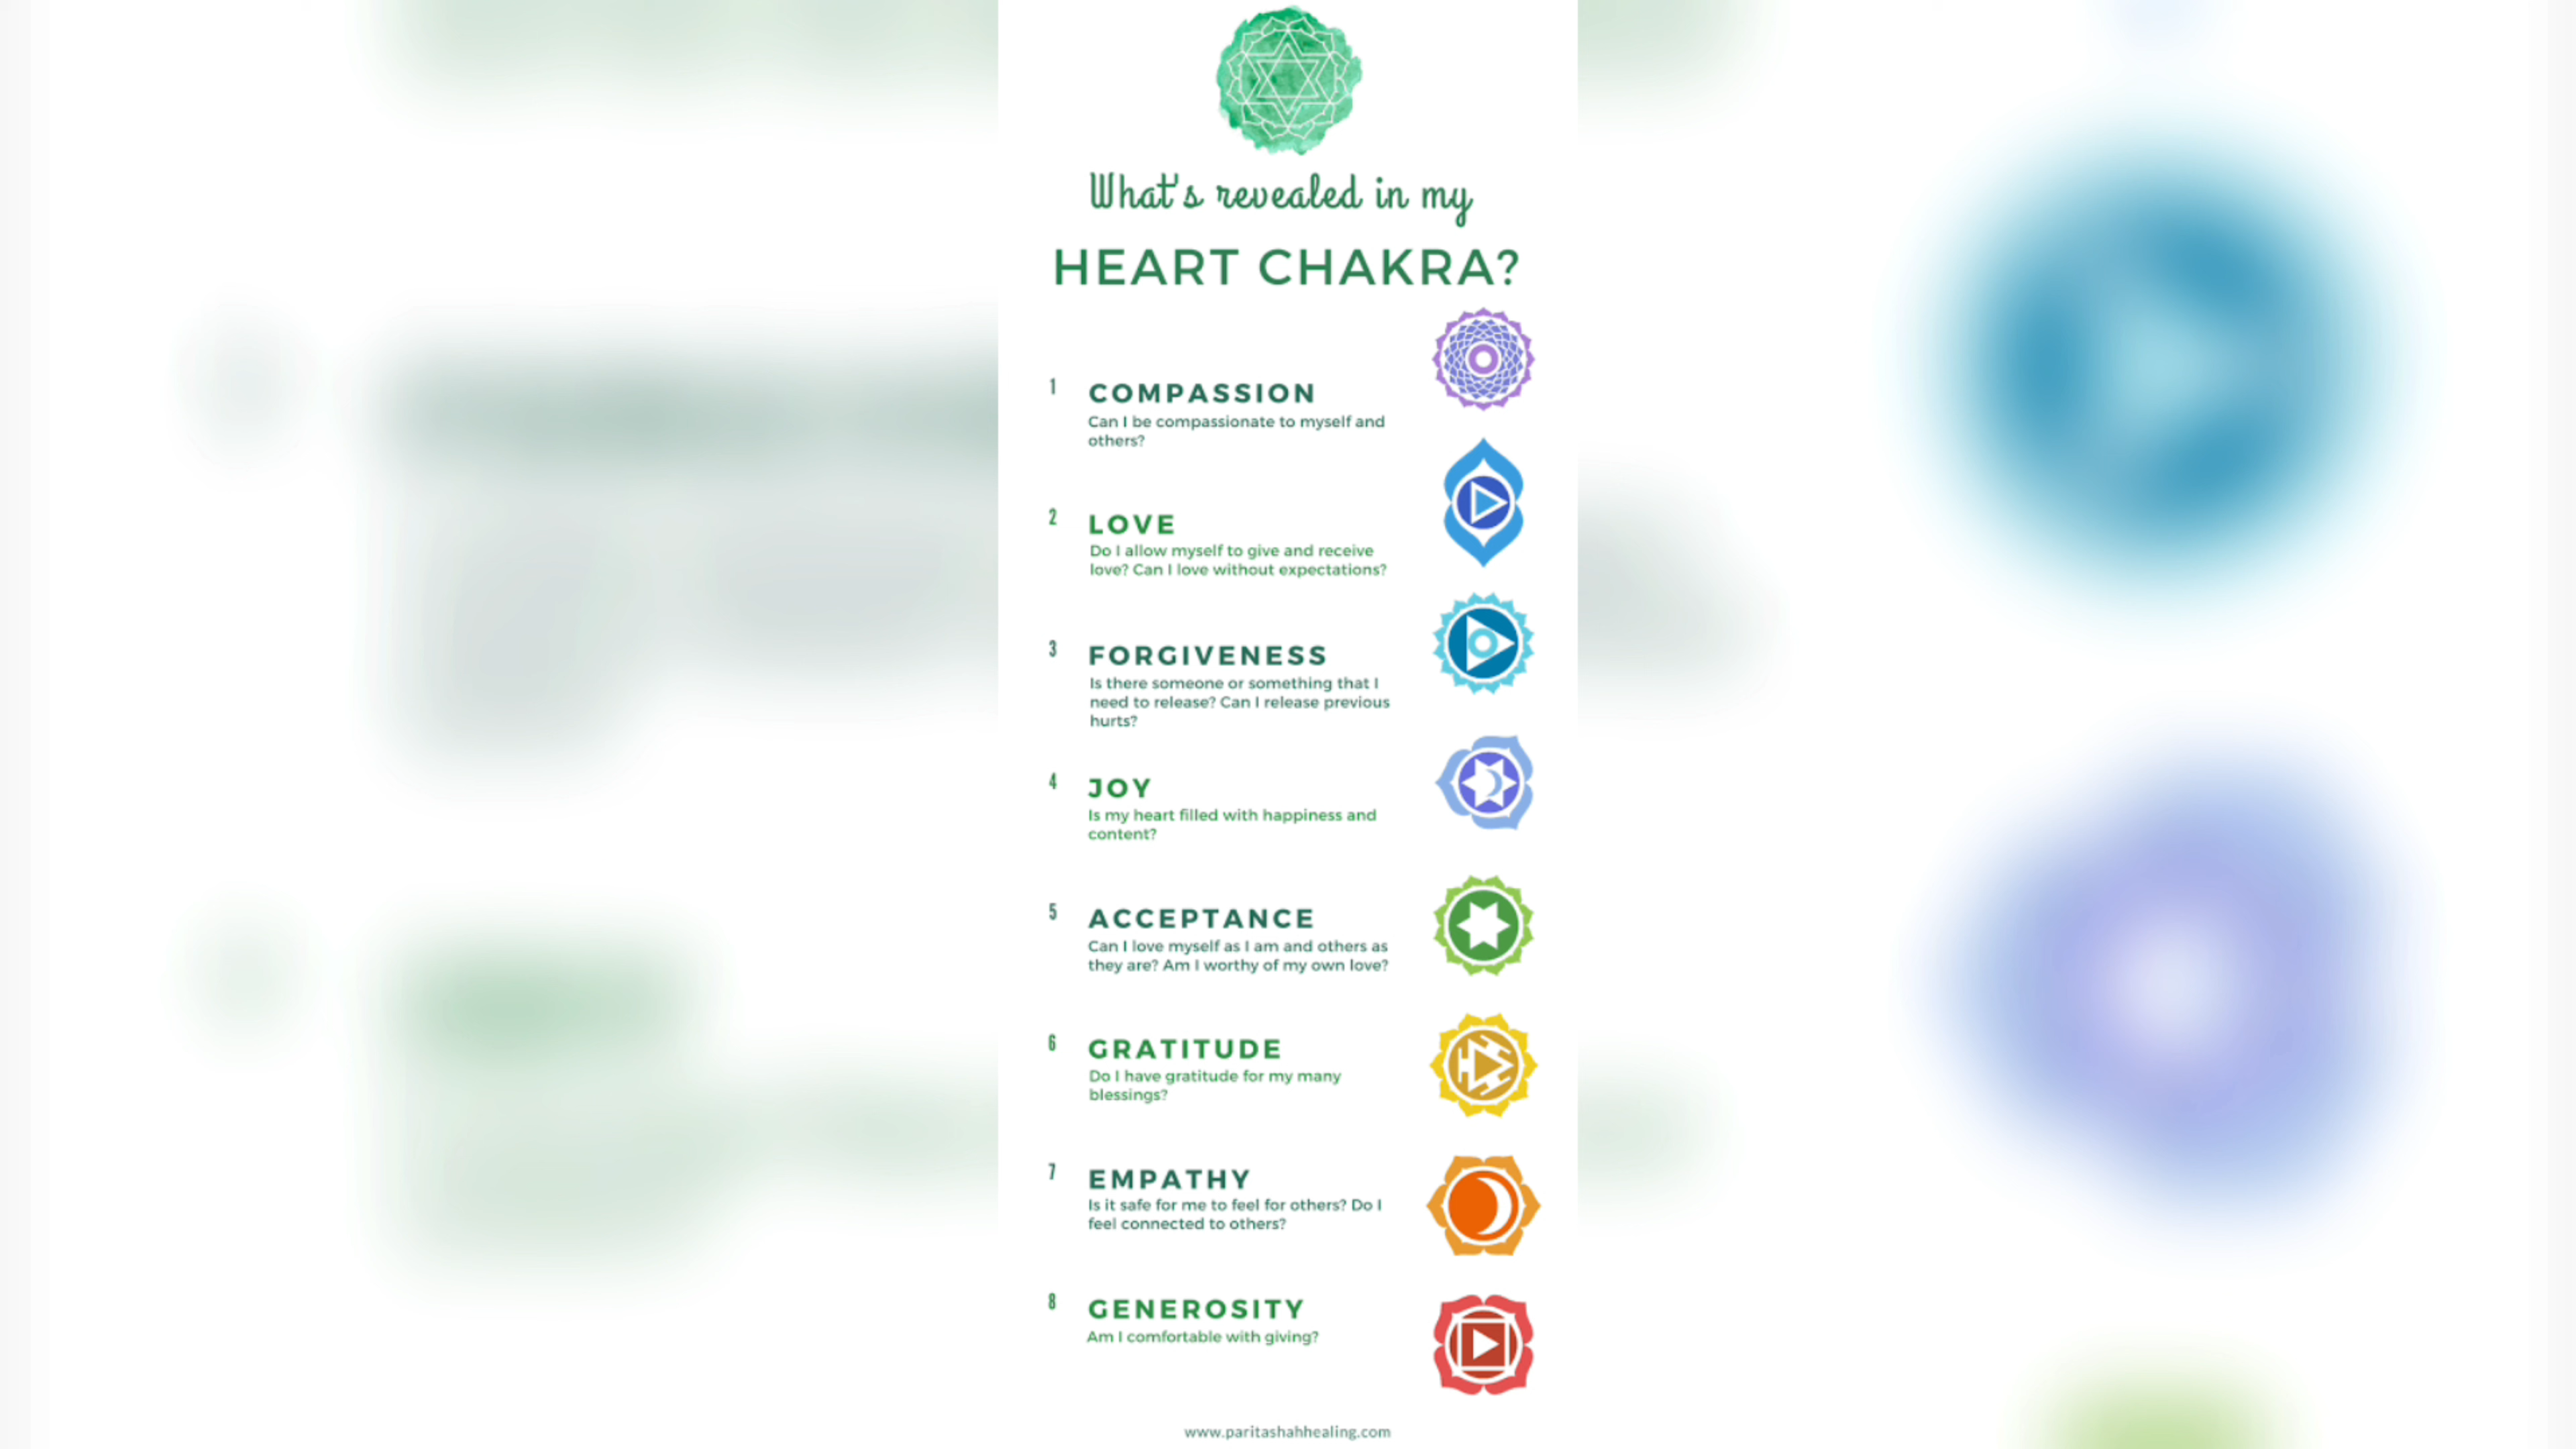 What's revealed in my
HEART CHAKRA?
1
COMPASSION
Can I be compassionate to myself and
others?
2
LOVE
Do I allow myself to give and receive
love? Can I love without expectations?
3
FORGIVENESS
Is there someone or something that I
need to release? Can I release previous
hurts?
4
JOY
Is my heart filled with happiness and
content?
5
ACCEPTANCE
Can I love myself as I am and others as
they are? Am I worthy of my own love?
6
GRATITUDE
Do I have gratitude for my many
blessings?
7
EMPATHY
Is it safe for me to feel for others? Do I
feel connected to others?
8
GENEROSITY
Am I comfortable with giving?
www.paritashahhealing.com